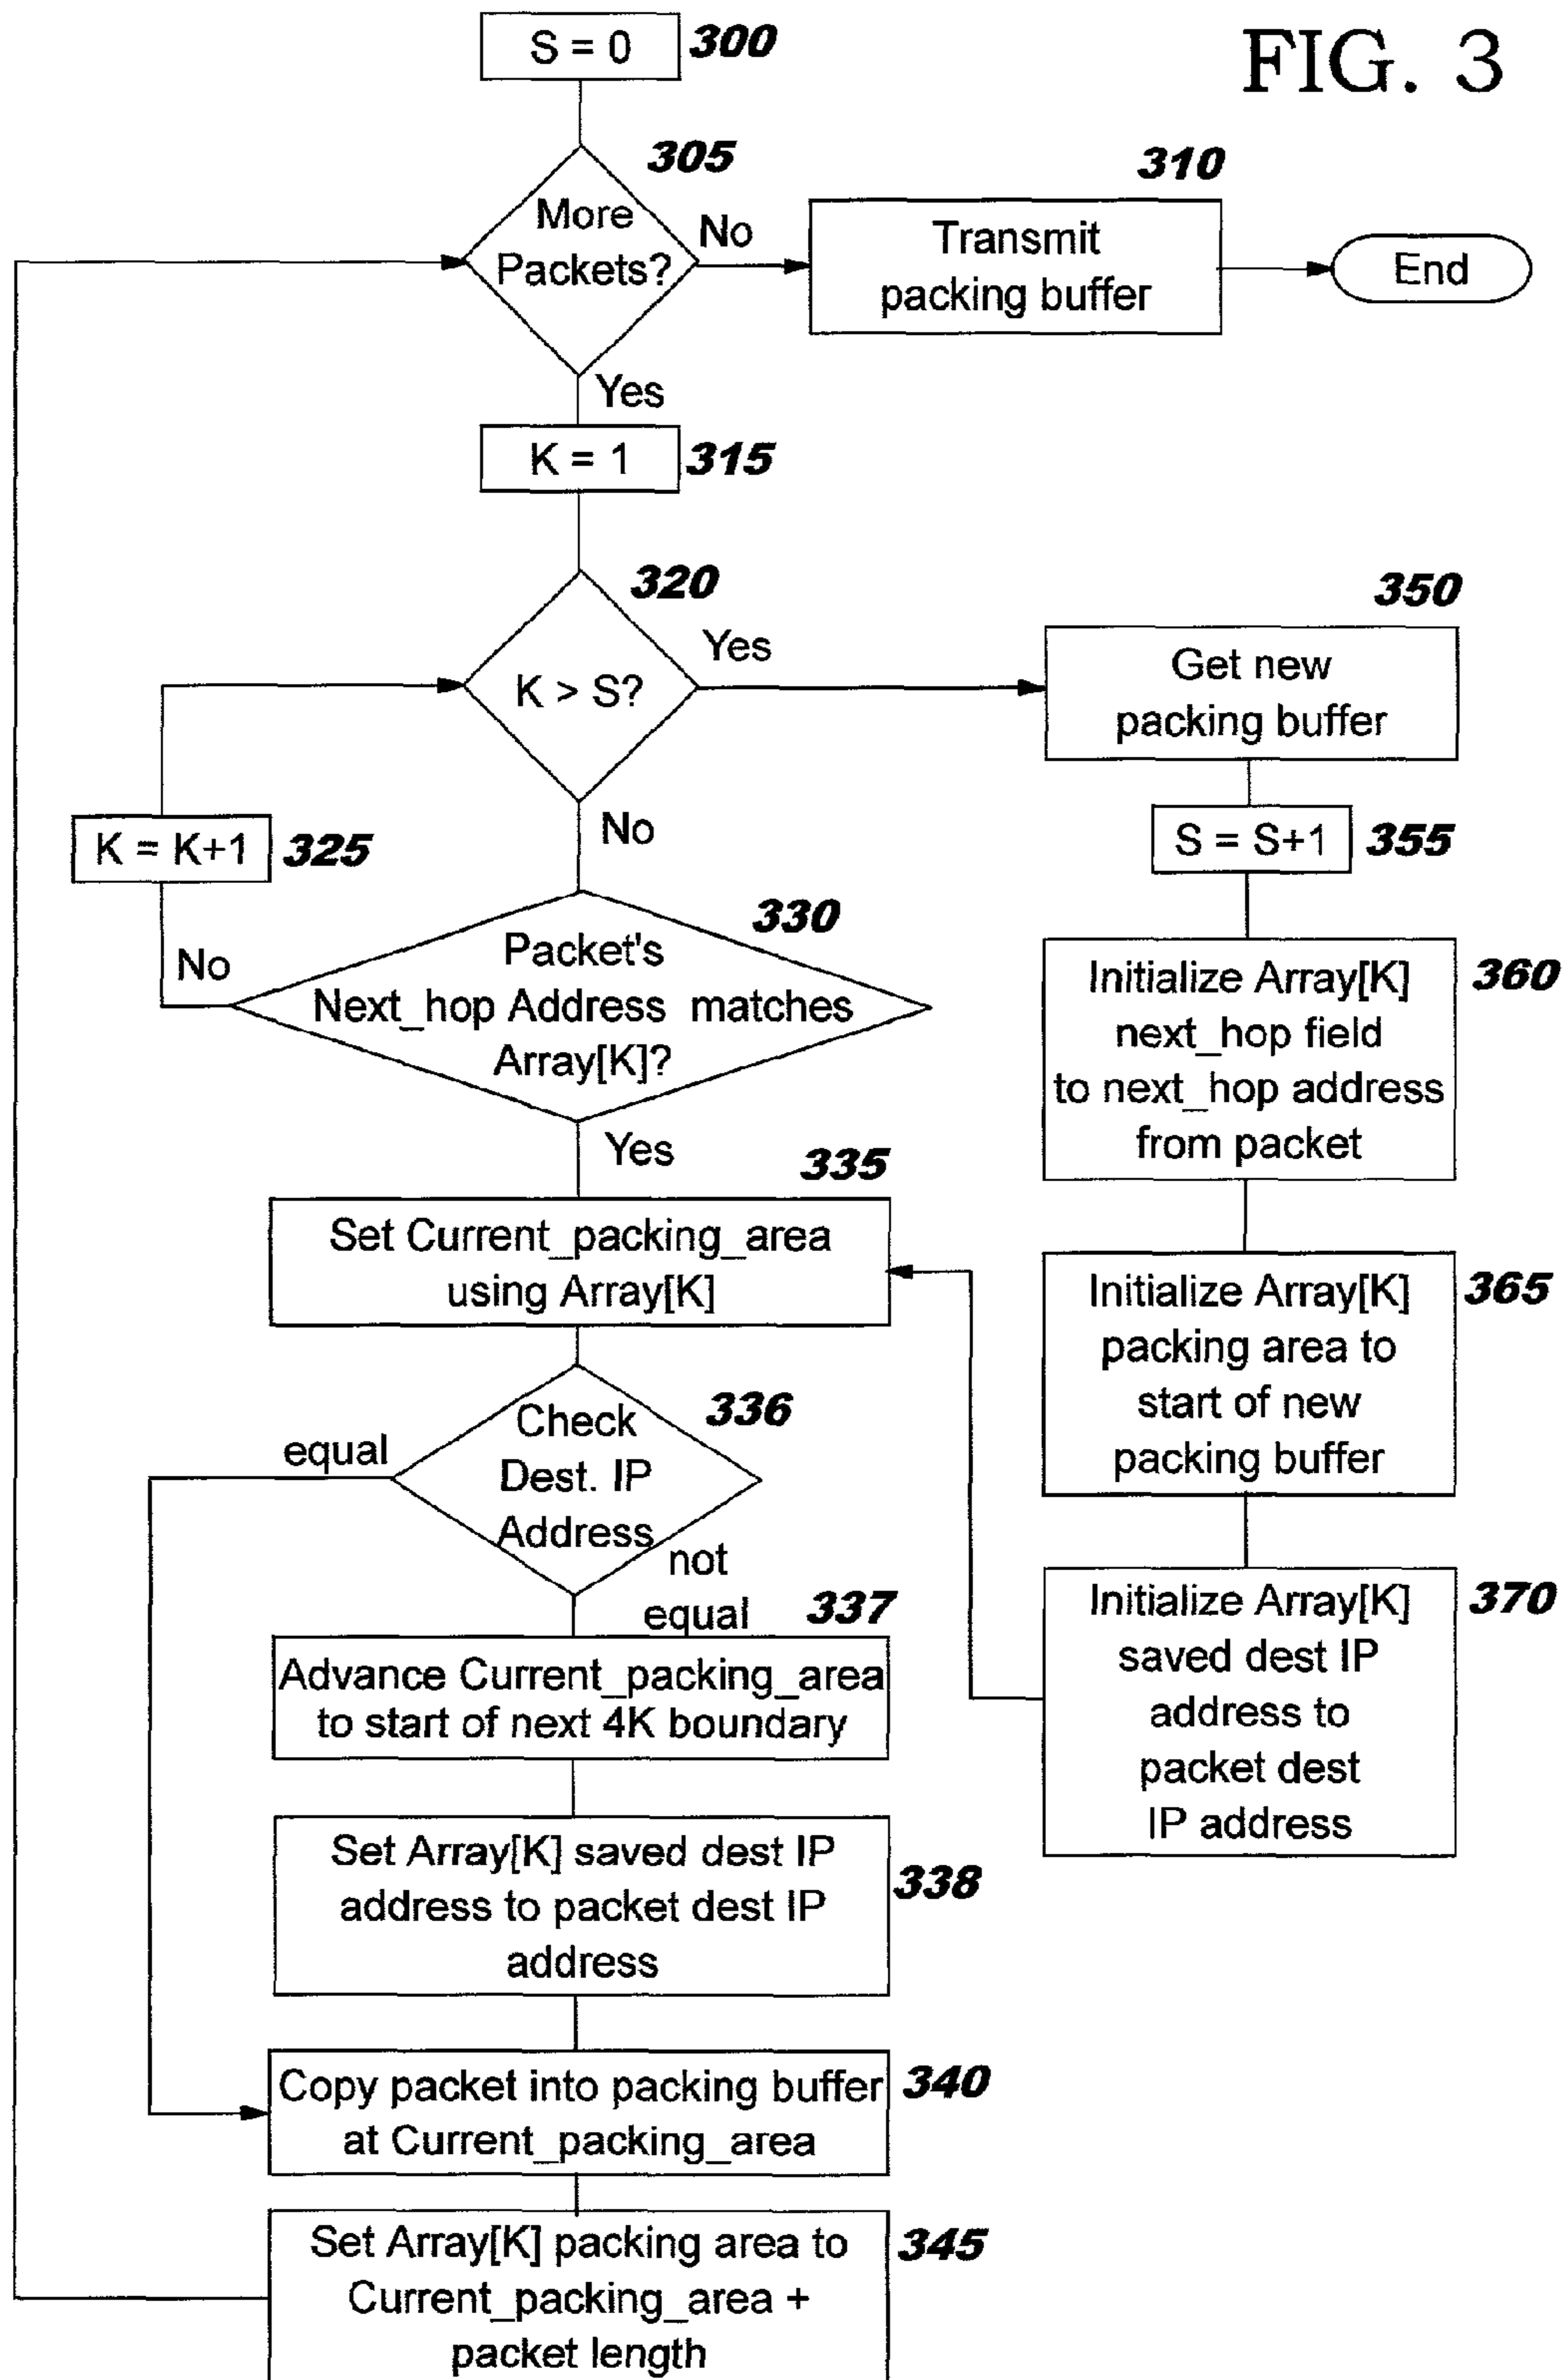 FIG. 3
S = 0
300
305
More
Packets?
No
310
Transmit
packing buffer
End
Yes
K = 1
315
320
K > S?
Yes
350
Get new
packing buffer
No
K = K+1
325
S = S+1
355
330
Packet's
Next_hop Address matches
Array[K]?
No
360
Initialize Array[K]
next_hop field
to next_hop address
from packet
Yes
335
Set Current_packing_area
using Array[K]
365
Initialize Array[K]
packing area to
start of new
packing buffer
336
Check
Dest. IP
Address
equal
not
equal
337
Advance Current_packing_area
to start of next 4K boundary
370
Initialize Array[K]
saved dest IP
address to
packet dest
IP address
Set Array[K] saved dest IP
address to packet dest IP
address
338
Copy packet into packing buffer
at Current_packing_area
340
Set Array[K] packing area to
Current_packing_area +
packet length
345